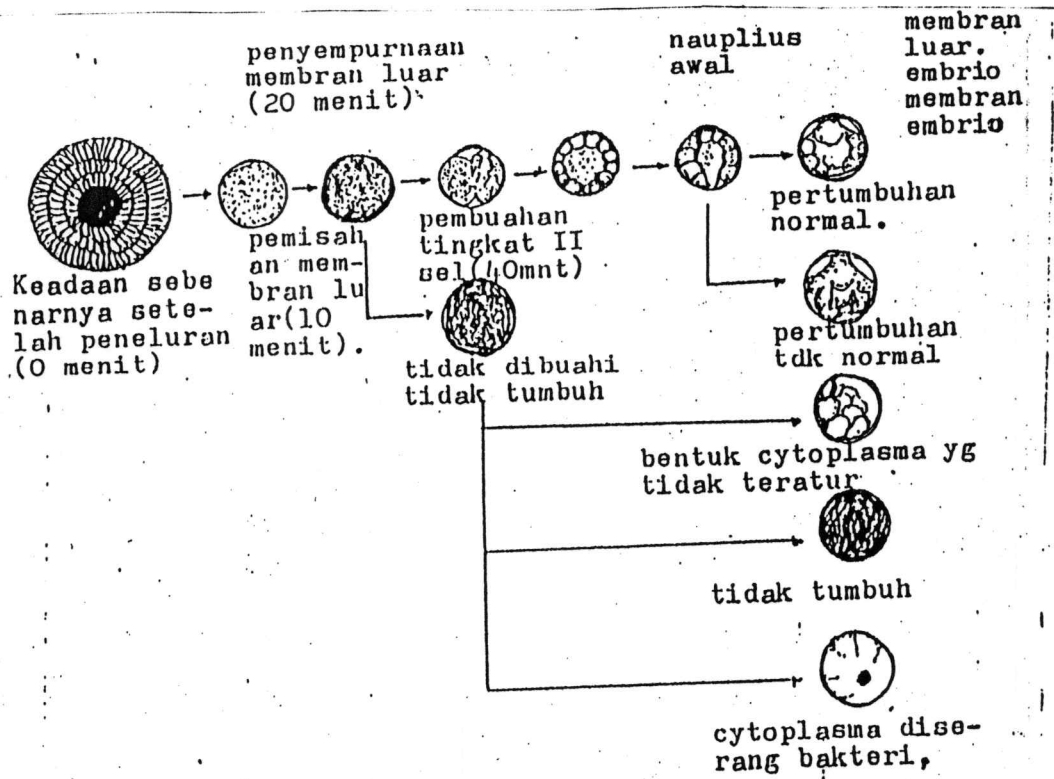 penyempurnaan
membran luar
(20 menit)
nauplius
awal
membran
luar.
embrio
membran
embrio
Keadaan sebe
narnya sete-
lah peneluran
(0 menit)
pemisah
an mem-
bran lu
ar(10
menit).
pembuahan
tingkat II
sel(40mnt)
tidak dibuahi
tidak tumbuh
pertumbuhan
normal.
pertumbuhan
tdk normal
bentuk cytoplasma yg
tidak teratur
tidak tumbuh
cytoplasma dise-
rang bakteri,